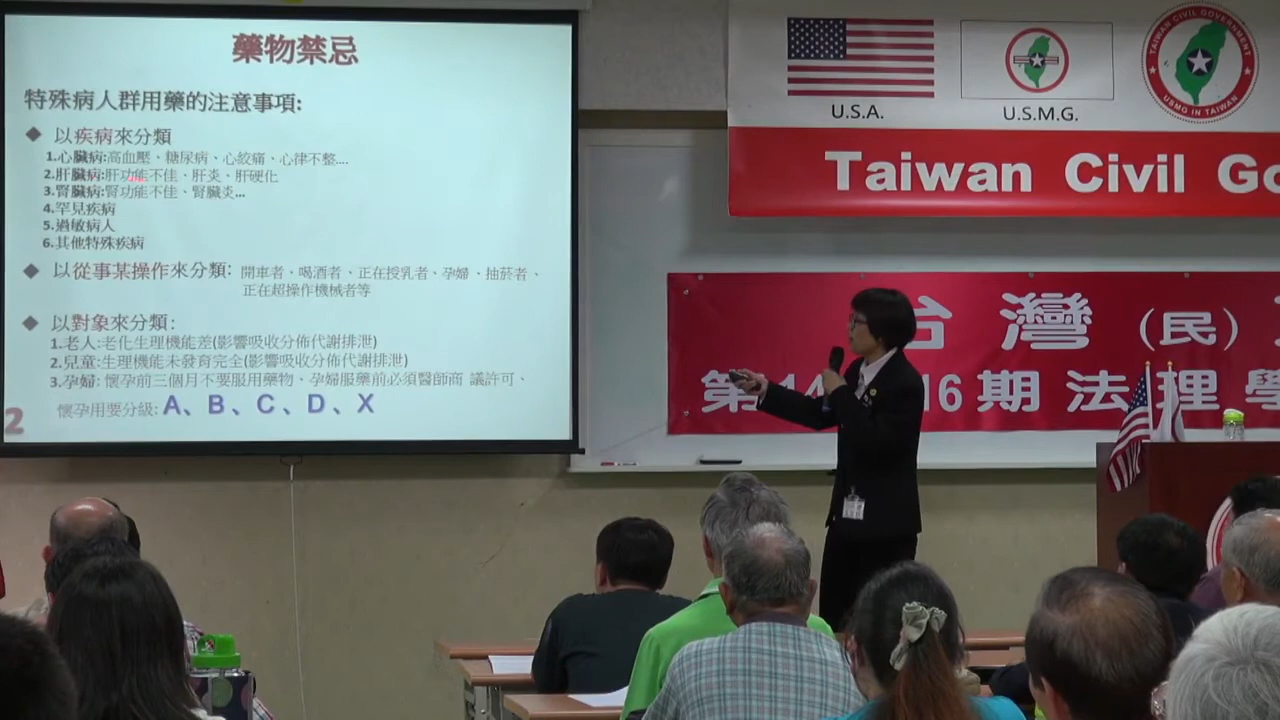 藥物禁忌
特殊病人群用藥的注意事項:
◆ 以疾病來分類
1.心臟病:高血壓、糖尿病、心絞痛、心律不整....
2.肝臟病:肝功能不佳、肝炎、肝硬化
3.腎臟病:腎功能不佳、腎臟炎...
4.罕見疾病
5.過敏病人
6.其他特殊疾病
◆ 以從事某操作來分類: 開車者、喝酒者、正在授乳者、孕婦、抽菸者、
正在超操作機械者等
◆ 以對象來分類:
1.老人:老化生理機能差(影響吸收分佈代謝排泄)
2.兒童:生理機能未發育完全(影響吸收分佈代謝排泄)
3.孕婦: 懷孕前三個月不要服用藥物、孕婦服藥前必須醫師商 議許可、
懷孕用要分級: A、B、C、D、X
2
U.S.A.
U.S.M.G.
TAIWAN CIVIL GOVERNMENT
USMG IN TAIWAN
Taiwan Civil Go
台灣(民)
第14 16期法理學